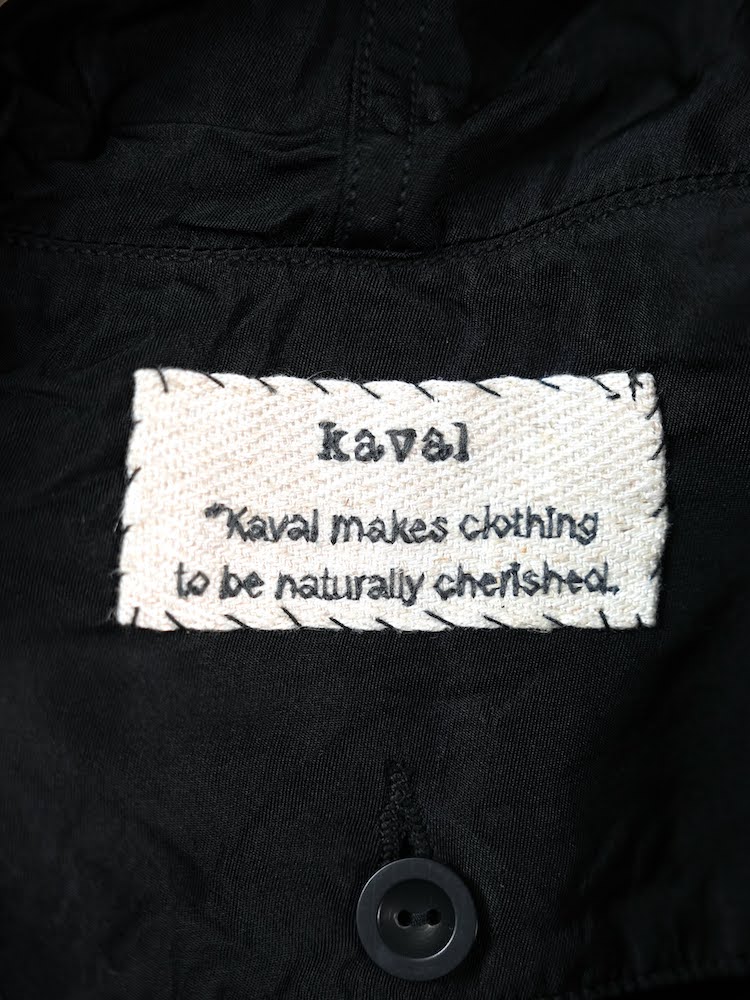 kaval
"Kaval makes clothing
to be naturally cherished.